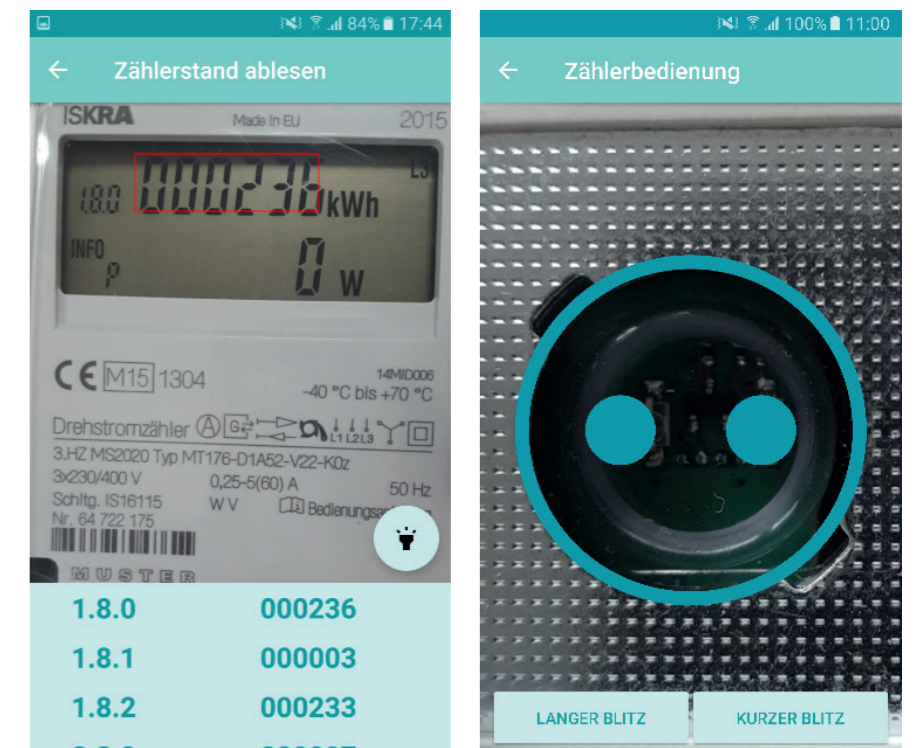 84% 17:44
Zählerstand ablesen
ISKRA Made in EU 2015
L3
1.8.0 000236 kWh
INFO
P 0 W
CE M15 1304
14MID006
-40 °C bis +70 °C
Drehstromzähler A G L1 L2 L3
3.HZ MS2020 Typ MT176-D1A52-V22-K0z
3x230/400 V 0,25-5(60) A 50 Hz
Schltg. IS16115 W V
Nr. 64 722 175
MUSTER
1.8.0 000236
1.8.1 000003
1.8.2 000233
100% 11:00
Zählerbedienung
LANGER BLITZ KURZER BLITZ